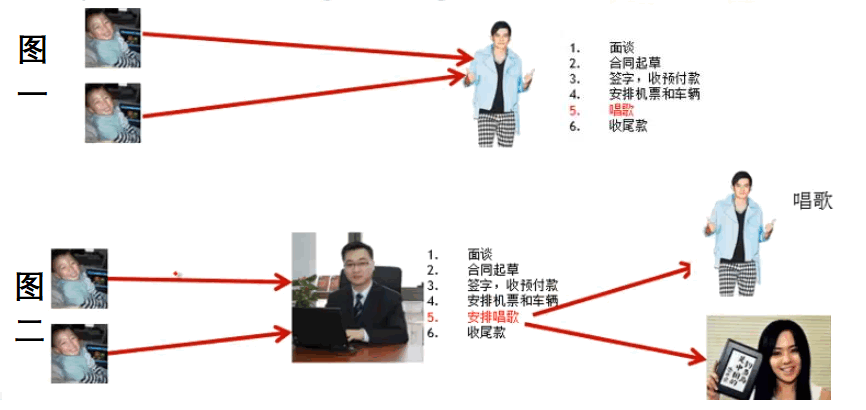 图
一
1. 面谈
2. 合同起草
3. 签字，收预付款
4. 安排机票和车辆
5. 唱歌
6. 收尾款
唱歌
图
二
1. 面谈
2. 合同起草
3. 签字，收预付款
4. 安排机票和车辆
5. 安排唱歌
6. 收尾款